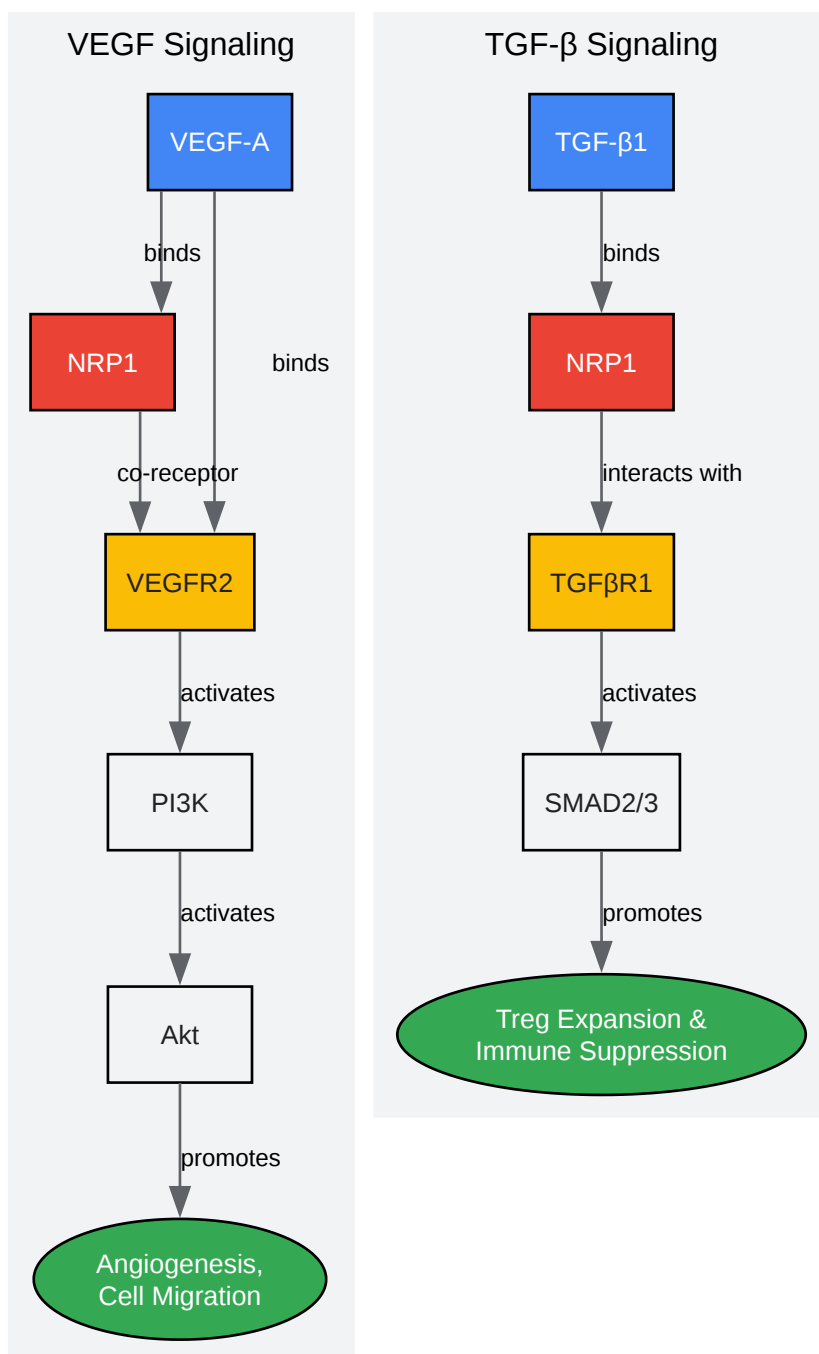 VEGF Signaling
VEGF-A
binds
NRP1
binds
co-receptor
VEGFR2
activates
PI3K
activates
Akt
promotes
Angiogenesis,
Cell Migration
TGF-β Signaling
TGF-β1
binds
NRP1
interacts with
TGFβR1
activates
SMAD2/3
promotes
Treg Expansion &
Immune Suppression